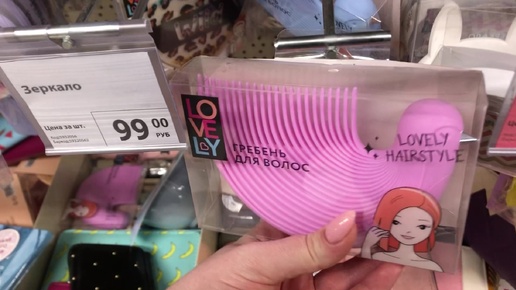 Зеркало
Цена за шт.
99 00
РУБ
LO
VE
LY
ГРЕБЕНЬ
ДЛЯ ВОЛОС
LOVELY
HAIRSTYLE